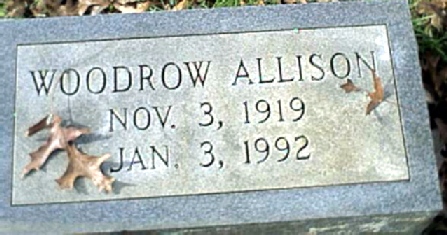 WOODROW ALLISON
NOV. 3, 1919
JAN. 3, 1992